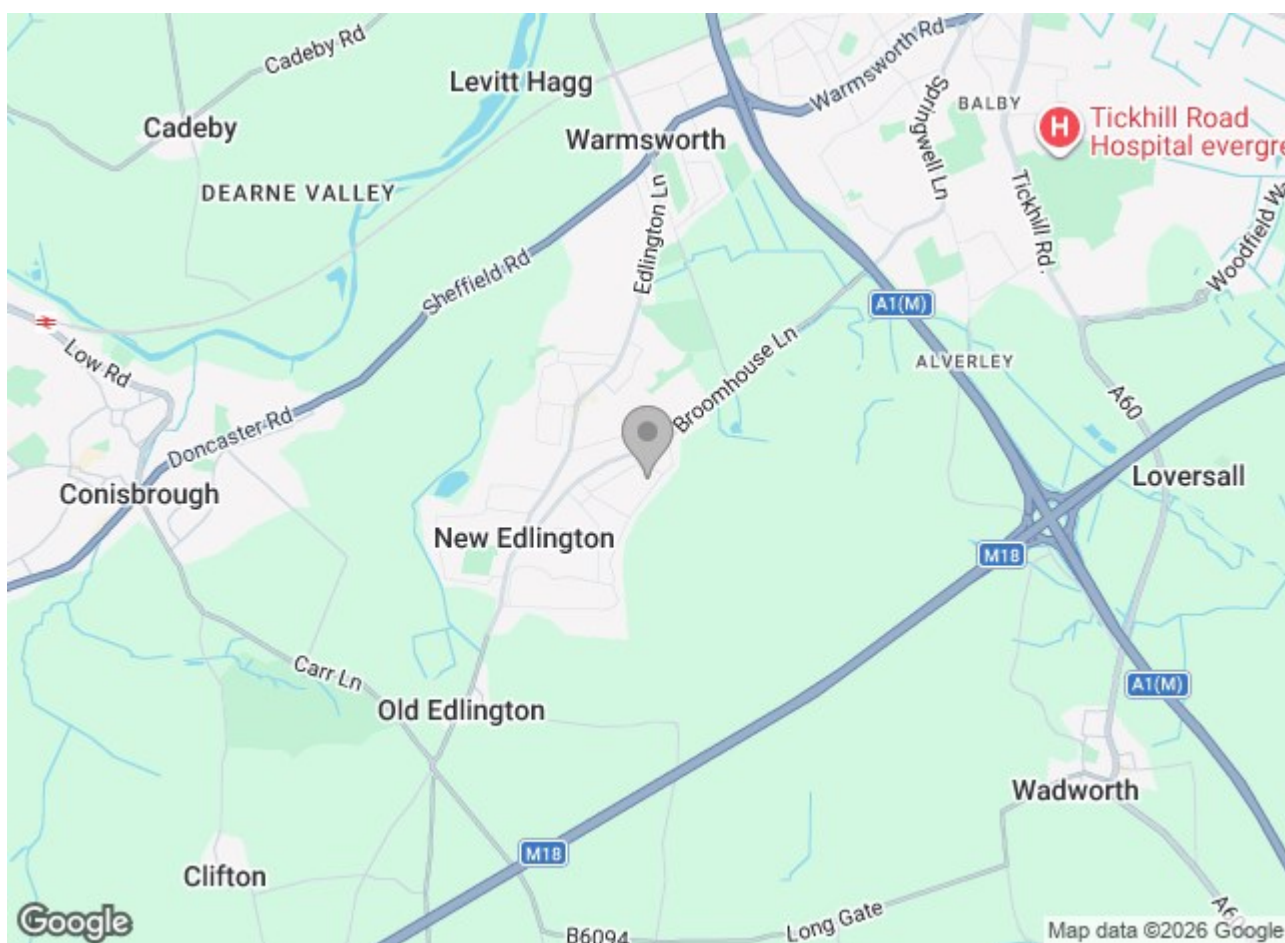 Cadeby Rd
Levitt Hagg
Cadeby
Warmsworth
Warmsworth Rd
Springwell Ln
BALBY
H
Tickhill Road
Hospital evergre
DEARNE VALLEY
Edlington Ln
Tickhill Rd
Woodfield Wa
Sheffield Rd
A1(M)
Low Rd
Broomhouse Ln
ALVERLEY
A60
Doncaster Rd
Conisbrough
Loversall
New Edlington
M18
Carr Ln
Old Edlington
A1(M)
Wadworth
M18
Clifton
Long Gate
A60
B6094
Google
Map data ©2026 Google